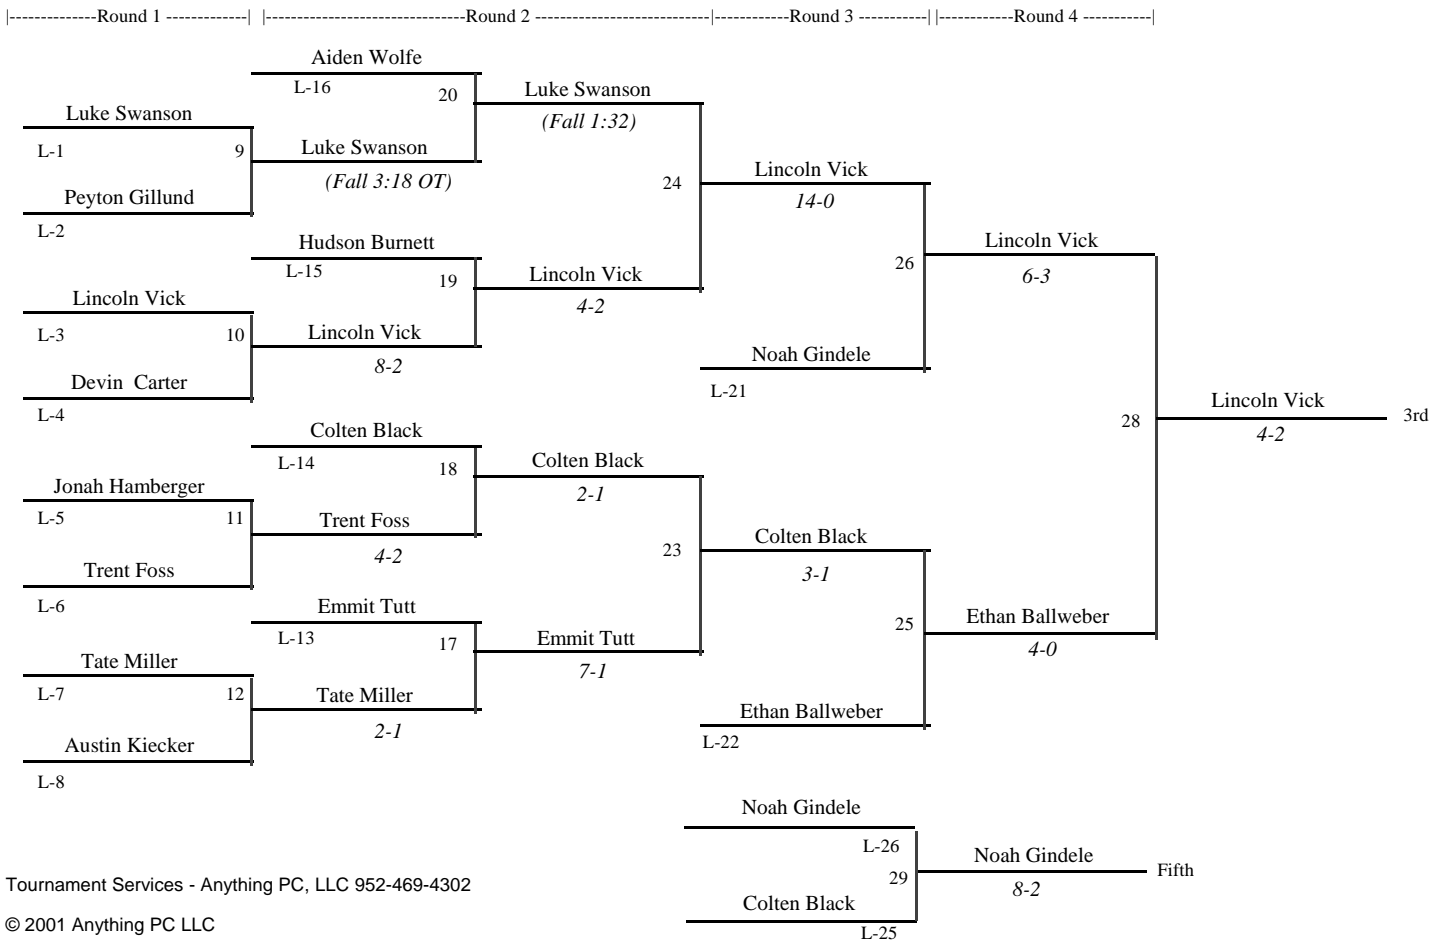 |--------------Round 1 -------------| |--------------------------------Round 2 ----------------------------|------------Round 3 -----------| |------------Round 4 -----------|
Aiden Wolfe
L-16
20
Luke Swanson
(Fall 1:32)
Luke Swanson
L-1
9
Luke Swanson
(Fall 3:18 OT)
Peyton Gillund
L-2
24
Lincoln Vick
14-0
Hudson Burnett
L-15
19
Lincoln Vick
4-2
Lincoln Vick
L-3
10
Lincoln Vick
8-2
Devin  Carter
L-4
26
Lincoln Vick
6-3
Noah Gindele
L-21
28
Lincoln Vick
4-2
3rd
Colten Black
L-14
18
Colten Black
2-1
Jonah Hamberger
L-5
11
Trent Foss
4-2
Trent Foss
L-6
23
Colten Black
3-1
Emmit Tutt
L-13
17
Emmit Tutt
7-1
Tate Miller
L-7
12
Tate Miller
2-1
Austin Kiecker
L-8
25
Ethan Ballweber
4-0
Ethan Ballweber
L-22
Noah Gindele
L-26
29
Noah Gindele
8-2
Fifth
Colten Black
L-25
Tournament Services - Anything PC, LLC 952-469-4302
© 2001 Anything PC LLC